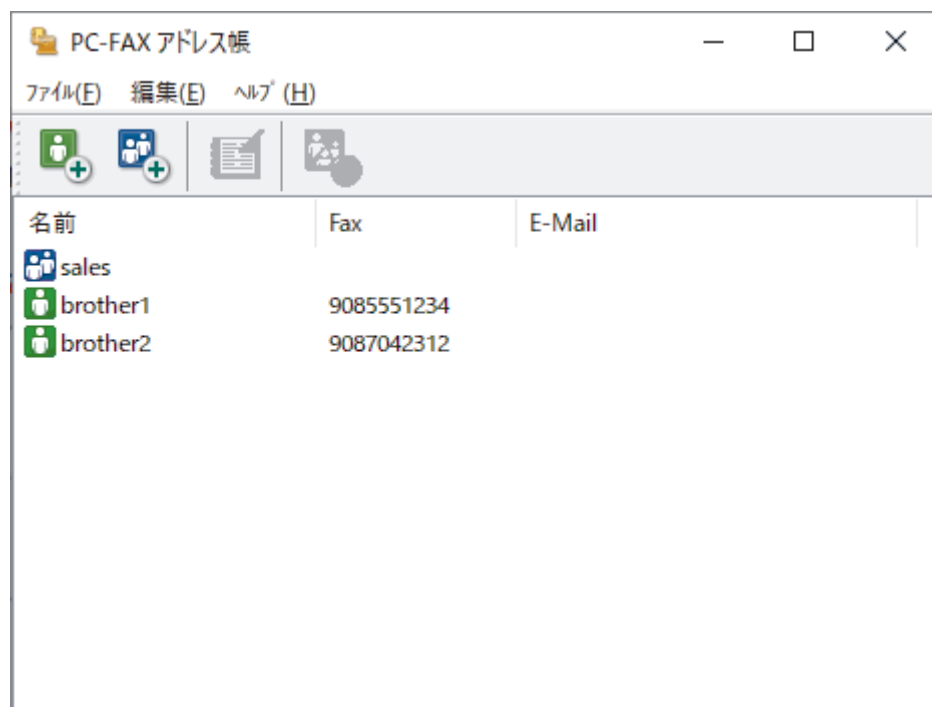 PC-FAX アドレス帳
ﾌｧｲﾙ(F) 編集(E) ﾍﾙﾌﾟ(H)
名前 Fax E-Mail
sales
brother1 9085551234
brother2 9087042312